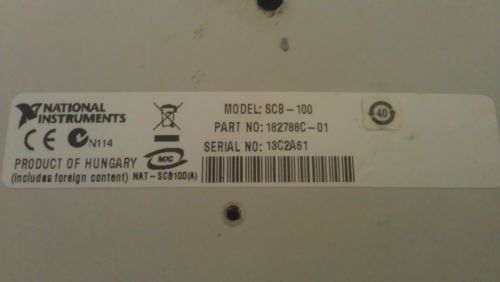 NATIONAL
INSTRUMENTS
CE N114
PRODUCT OF HUNGARY MIC
(includes foreign content) NAT-SCB100(A)
MODEL: SCB-100
PART NO: 182788C-01
SERIAL NO: 13C2A61
40